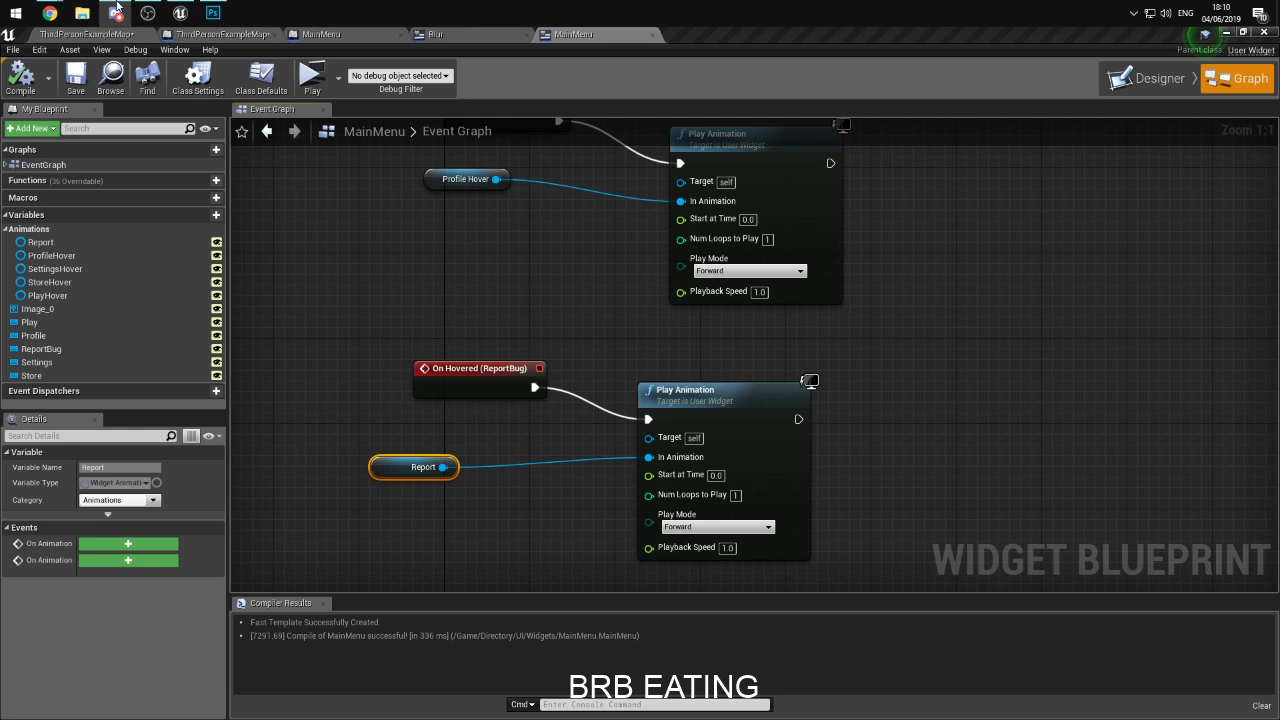 Ps
ENG
18:10
04/06/2019
ThirdPersonExampleMap*
ThirdPersonExampleMap*
MainMenu
Blur
MainMenu
File Edit Asset View Debug Window Help
Parent class: User Widget
Compile
Save
Browse
Find
Class Settings
Class Defaults
Play
No debug object selected
Debug Filter
Designer
Graph
My Blueprint
+ Add New
Search
Graphs
EventGraph
Functions (36 Overridable)
Macros
Variables
Animations
Report
ProfileHover
SettingsHover
StoreHover
PlayHover
Image_0
Play
Profile
ReportBug
Settings
Store
Event Dispatchers
Details
Search Details
Variable
Variable Name Report
Variable Type Widget Animati
Category Animations
Events
On Animation
On Animation
Event Graph
MainMenu > Event Graph
Zoom 1:1
Profile Hover
Play Animation
Target is User Widget
Target self
In Animation
Start at Time 0.0
Num Loops to Play 1
Play Mode
Forward
Playback Speed 1.0
On Hovered (ReportBug)
Report
Play Animation
Target is User Widget
Target self
In Animation
Start at Time 0.0
Num Loops to Play 1
Play Mode
Forward
Playback Speed 1.0
WIDGET BLUEPRINT
Compiler Results
Fast Template Successfully Created.
[7291.69] Compile of MainMenu successful! [in 336 ms] (/Game/Directory/UI/Widgets/MainMenu.MainMenu)
BRB EATING
Cmd
Enter Console Command
Clear